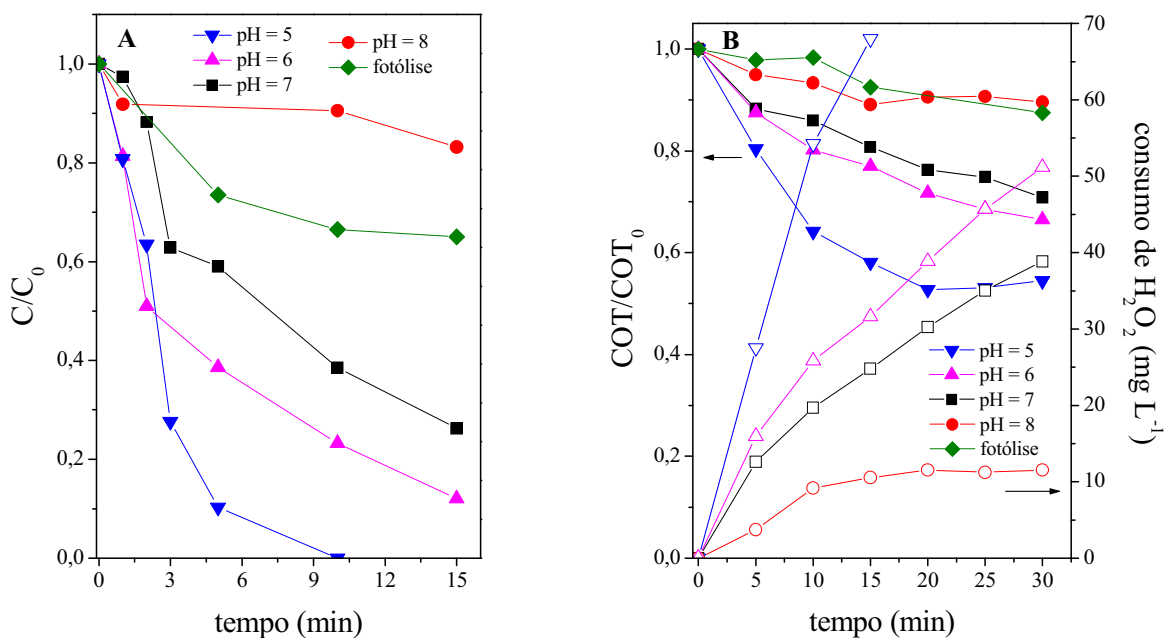 A
pH = 5
pH = 6
pH = 7
pH = 8
fotólise
1,0
0,8
0,6
0,4
0,2
0,0
C/C₀
0 3 6 9 12 15
tempo (min)
B
1,0
0,8
0,6
0,4
0,2
0,0
COT/COT₀
pH = 5
pH = 6
pH = 7
pH = 8
fotólise
0 5 10 15 20 25 30
tempo (min)
70
60
50
40
30
20
10
0
consumo de H₂O₂ (mg L⁻¹)